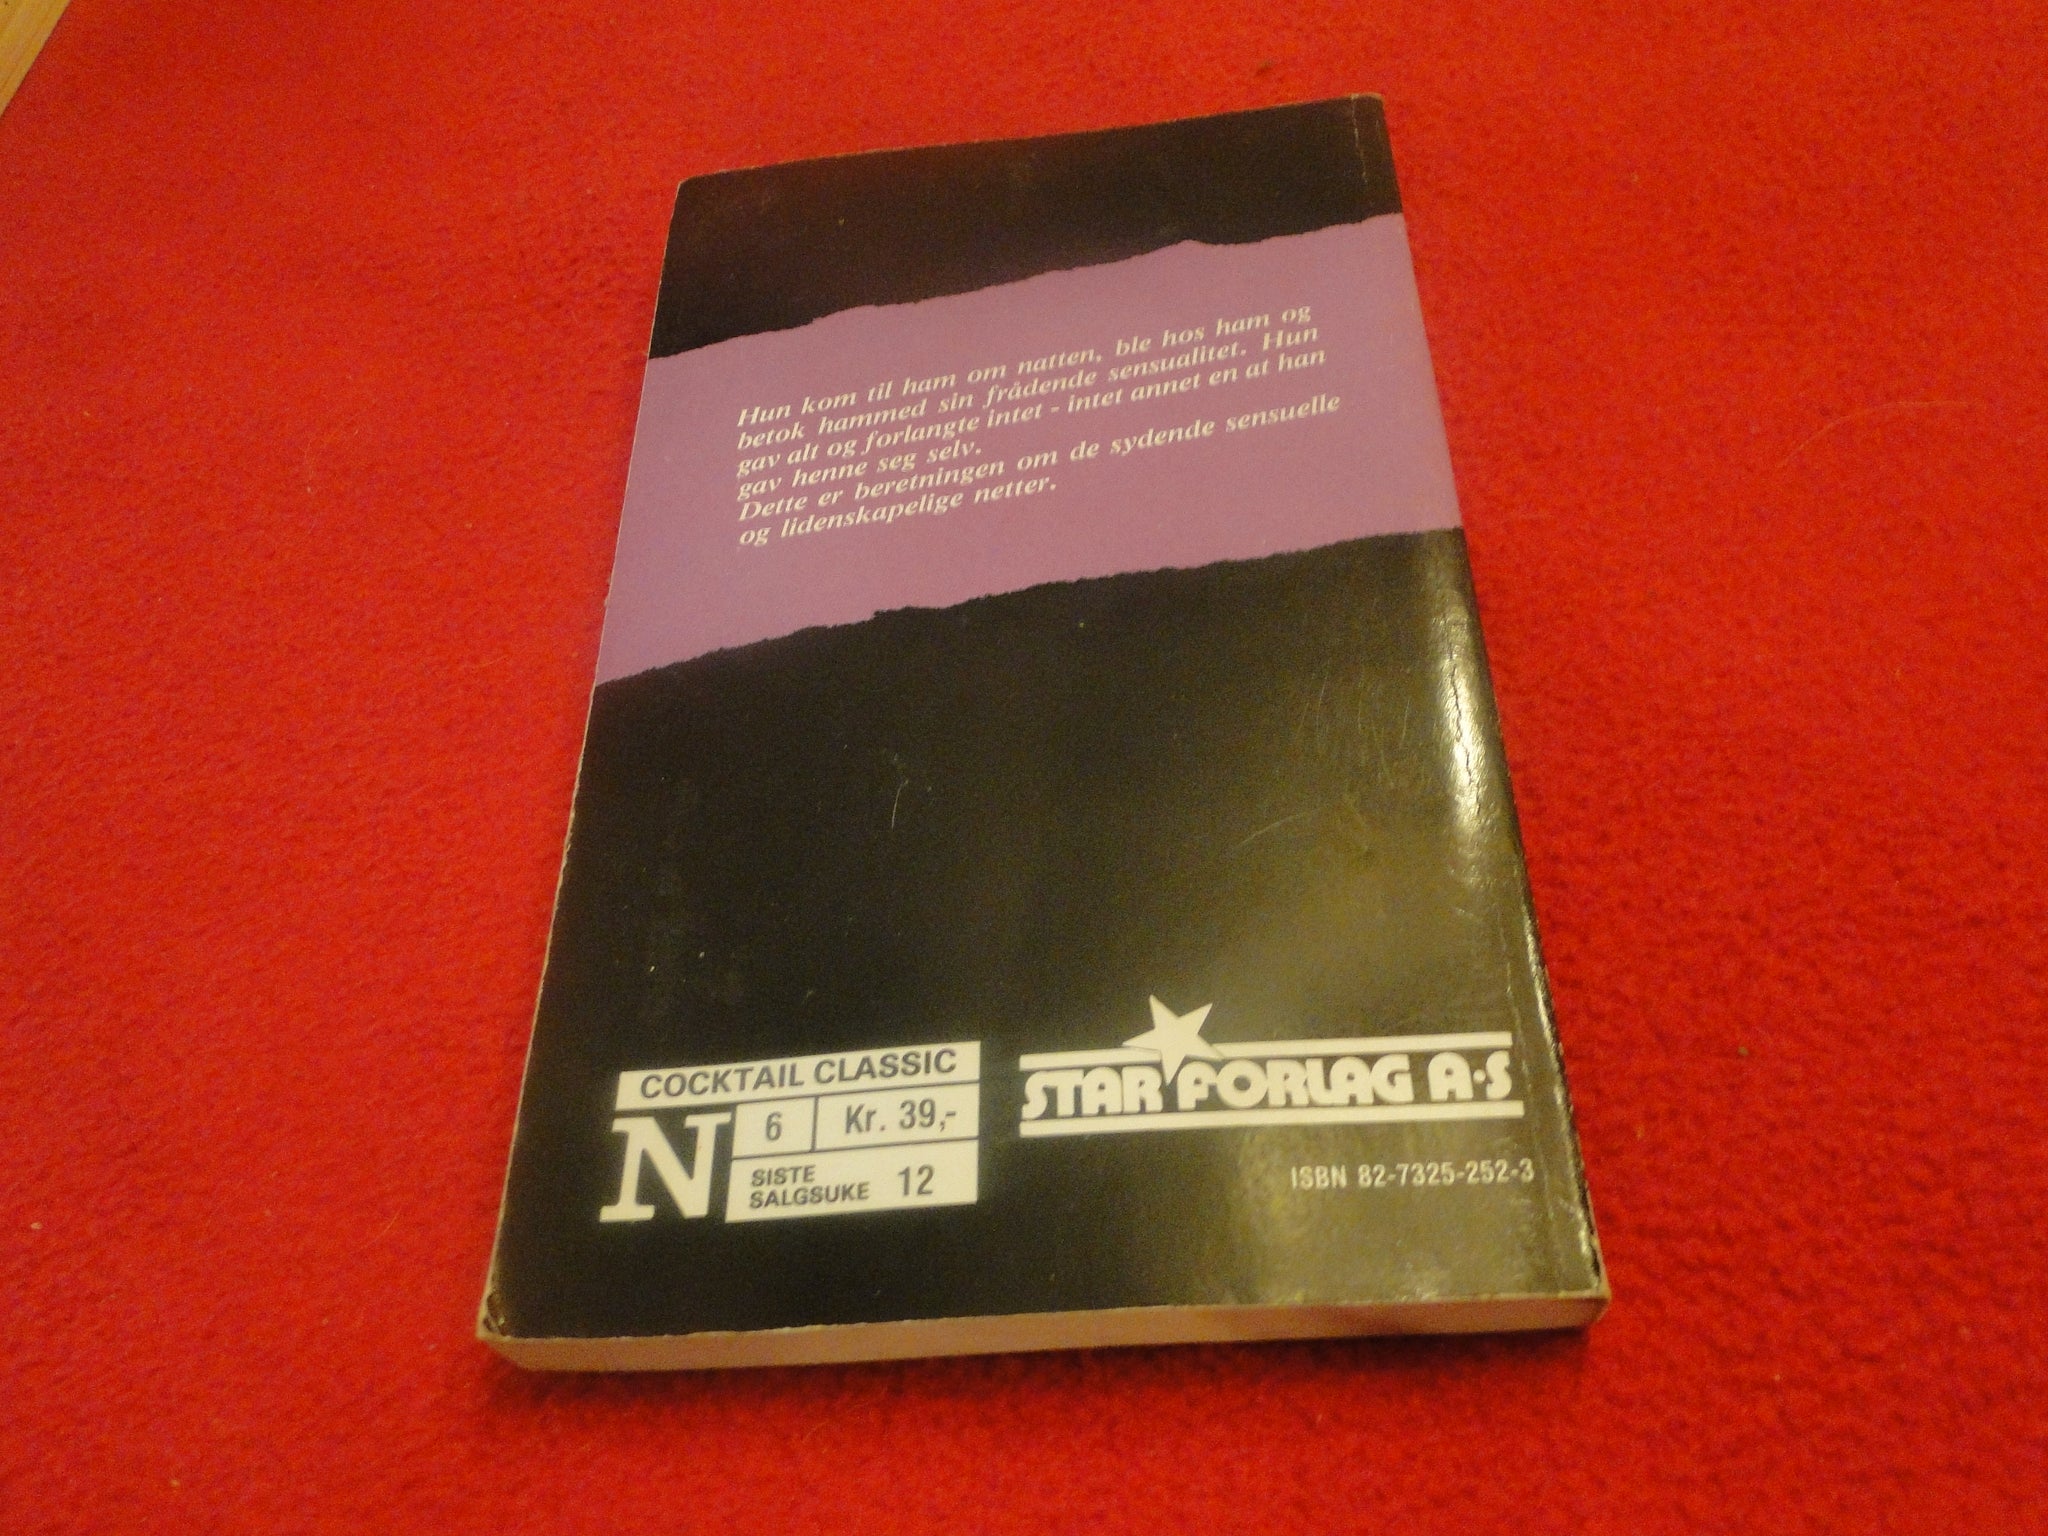 Hun kom til ham om natten, ble hos ham og
betok hammed sin frådende sensualitet. Hun
gav alt og forlangte intet - intet annet en at han
gav henne seg selv.
Dette er beretningen om de sydende sensuelle
og lidenskapelige netter.
COCKTAIL CLASSIC
N 6 Kr. 39,-
SISTE
SALGSUKE 12
STAR FORLAG A·S
ISBN 82-7325-252-3